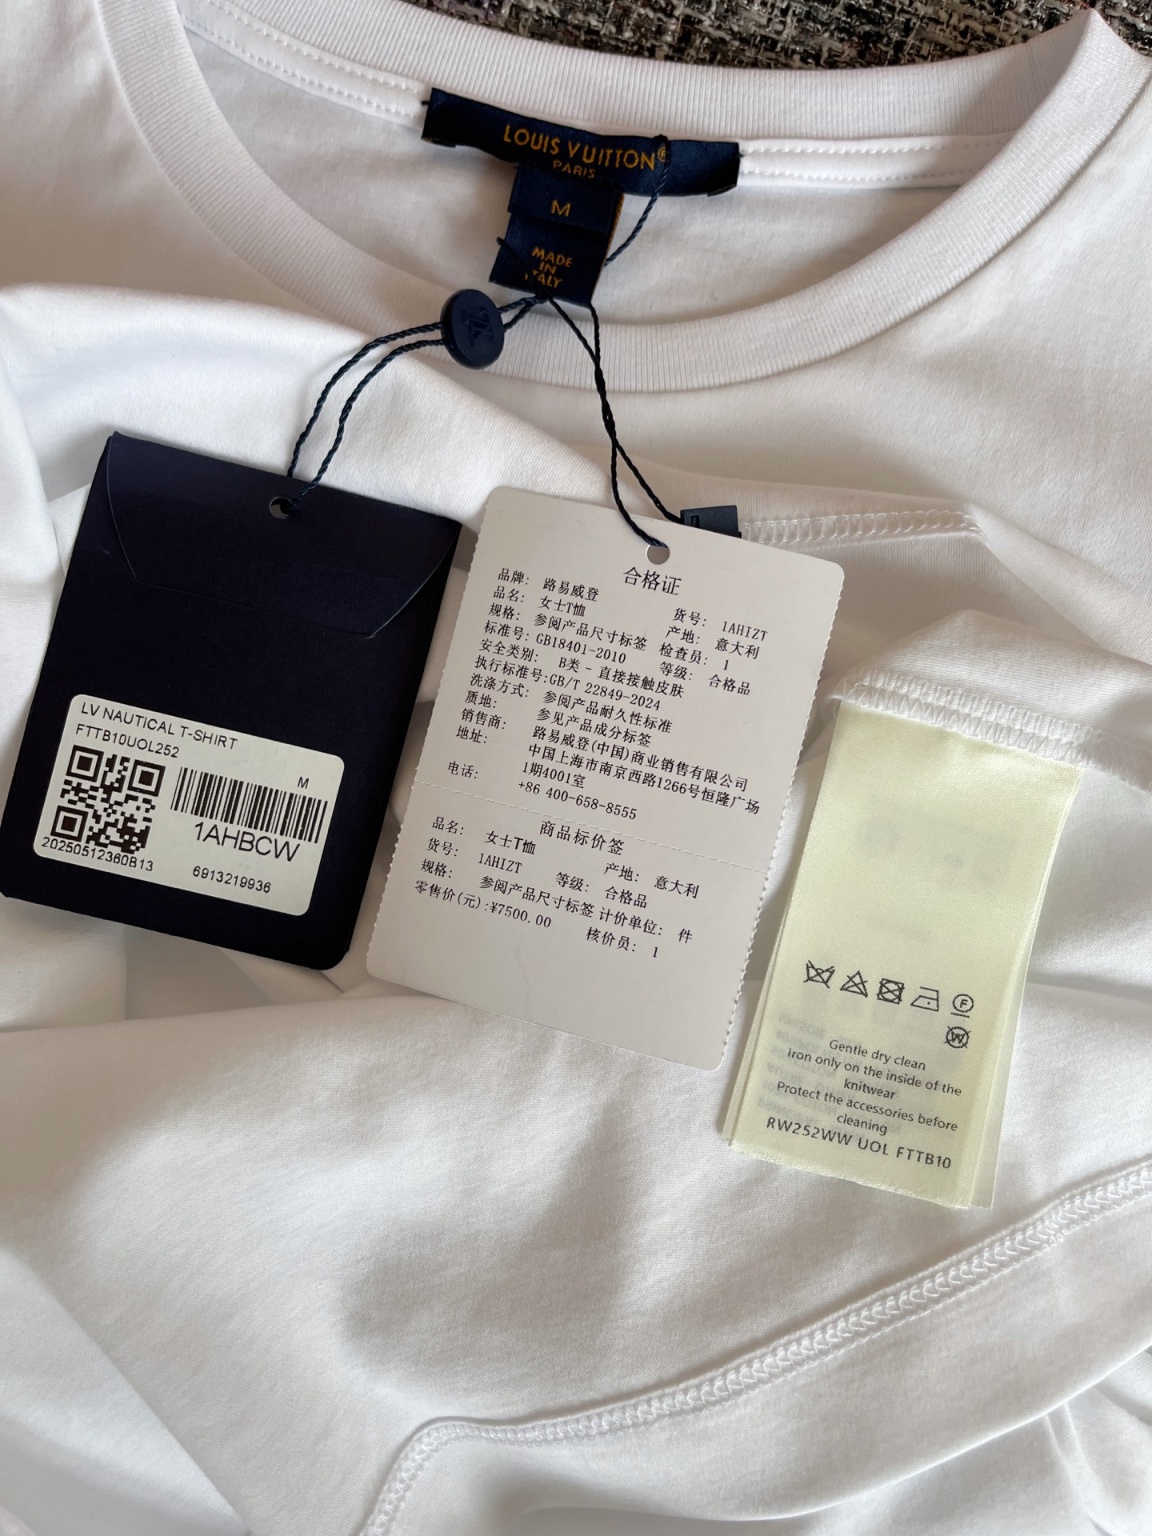 LOUIS VUITTON®
PARIS
M
MADE
IN
ITALY
LV NAUTICAL T-SHIRT
FTTB10UOL252
M
1AHBCW
20250512360B13
6913219936
合格证
品牌: 路易威登
品名: 女士T恤 货号: 1AHIZT
规格: 参阅产品尺寸标签 产地: 意大利
标准号: GB18401-2010 检查员: 1
安全类别: B类 - 直接接触皮肤 等级: 合格品
执行标准号:GB/T 22849-2024
洗涤方式: 参阅产品耐久性标准
质地: 参见产品成分标签
销售商: 路易威登(中国)商业销售有限公司
地址: 中国上海市南京西路1266号恒隆广场
1期4001室
电话: +86 400-658-8555
商品标价签
品名: 女士T恤
货号: 1AHIZT 产地: 意大利
规格: 参阅产品尺寸标签 等级: 合格品
零售价(元):¥7500.00 计价单位: 件
核价员: 1
F
W
Gentle dry clean
Iron only on the inside of the
knitwear
Protect the accessories before
cleaning
RW252WW UOL FTTB10